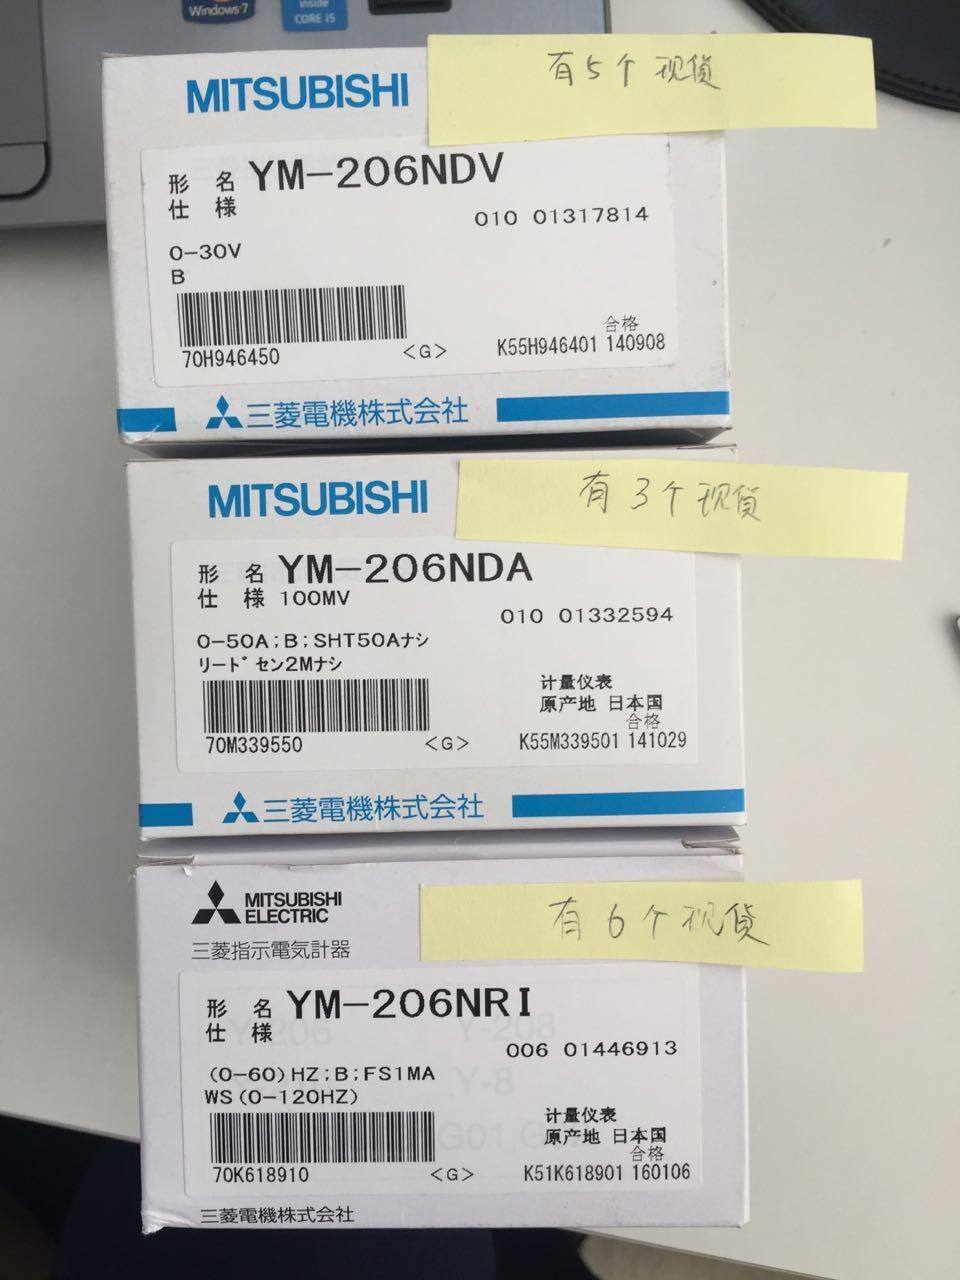 Windows®7
inside
CORE i5
有5个现货
MITSUBISHI
形 名 YM-206NDV
仕 様
010 01317814
0-30V
B
合格
70H946450 <G> K55H946401 140908
三菱電機株式会社
有3个现货
MITSUBISHI
形 名 YM-206NDA
仕 様 100MV
010 01332594
0-50A;B;SHT50Aナシ
リード゛セン2Mナシ
计量仪表
原产地 日本国
合格
70M339550 <G> K55M339501 141029
三菱電機株式会社
有6个现货
MITSUBISHI
ELECTRIC
三菱指示電気計器
形 名 YM-206NRI
仕 様
006 01446913
(0-60)HZ;B;FS1MA
WS(0-120HZ)
计量仪表
原产地 日本国
合格
70K618910 <G> K51K618901 160106
三菱電機株式会社